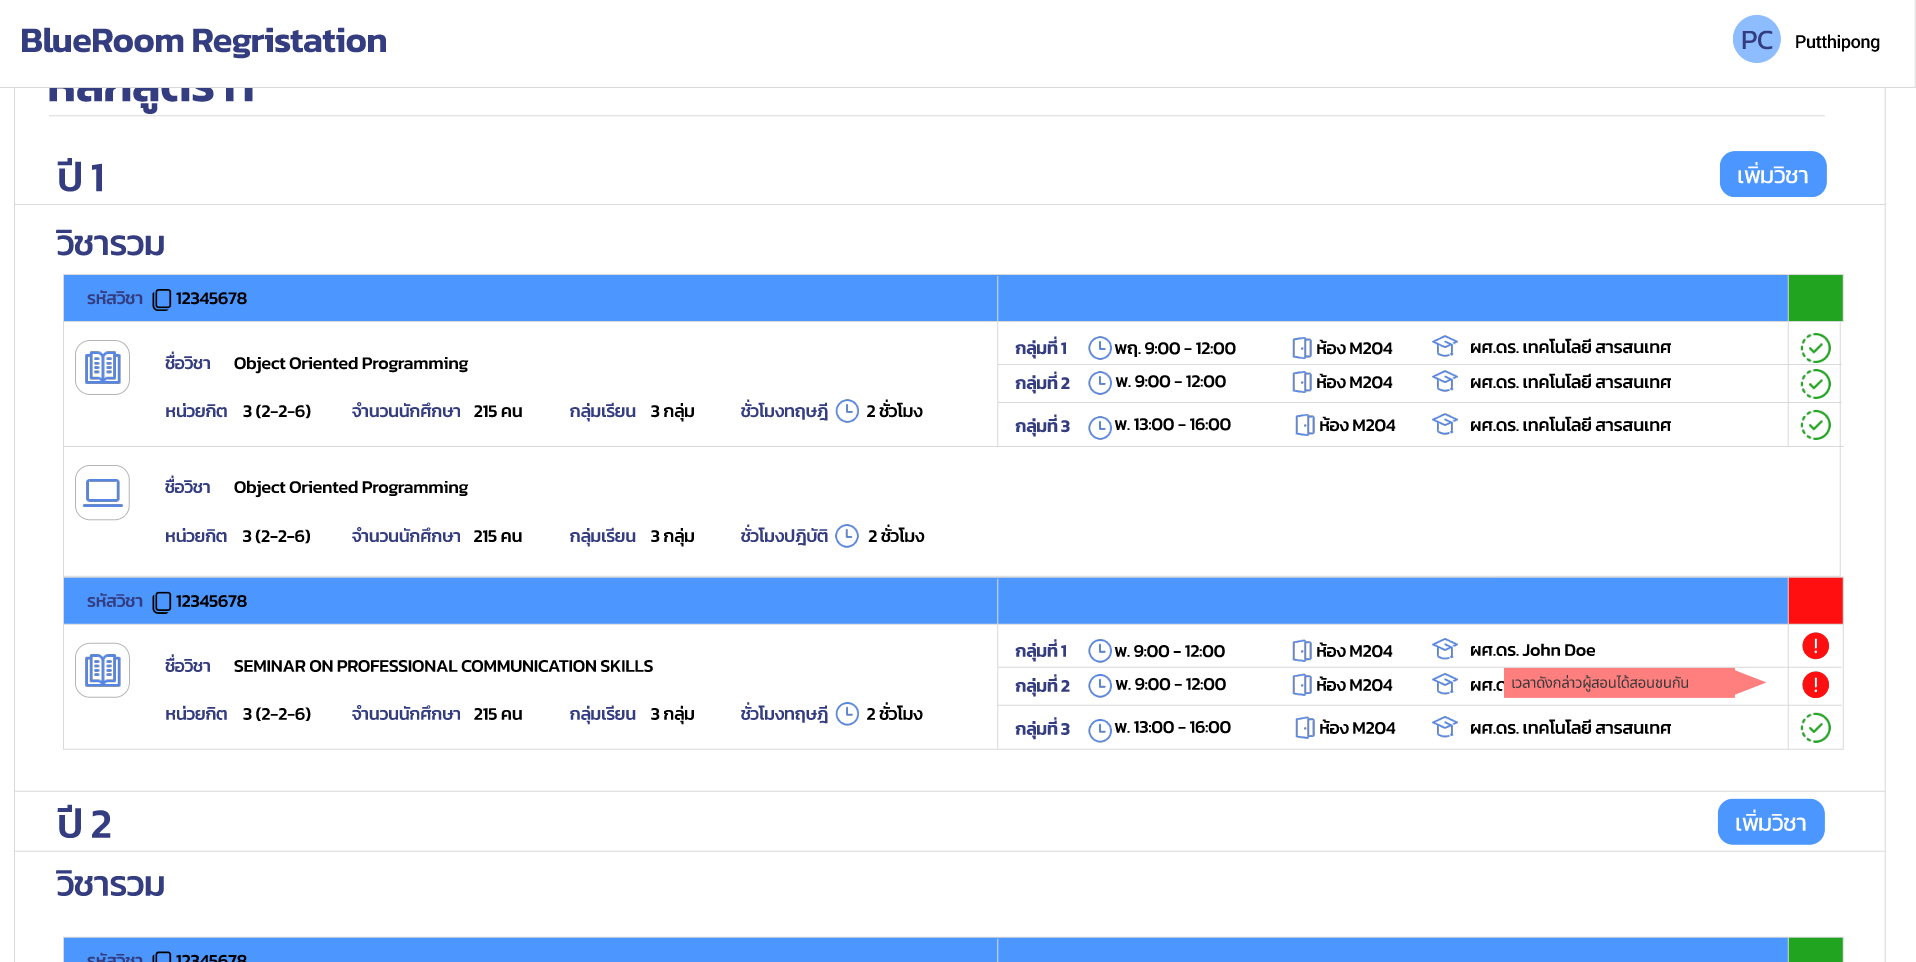 BlueRoom Regristation
PC Putthipong
หลักสูตร IT
ปี 1 เพิ่มวิชา
วิชารวม
รหัสวิชา 12345678
ชื่อวิชา Object Oriented Programming
หน่วยกิต 3 (2-2-6) จำนวนนักศึกษา 215 คน กลุ่มเรียน 3 กลุ่ม ชั่วโมงทฤษฎี 2 ชั่วโมง
กลุ่มที่ 1 พฤ. 9:00 - 12:00 ห้อง M204 ผศ.ดร. เทคโนโลยี สารสนเทศ
กลุ่มที่ 2 พ. 9:00 - 12:00 ห้อง M204 ผศ.ดร. เทคโนโลยี สารสนเทศ
กลุ่มที่ 3 พ. 13:00 - 16:00 ห้อง M204 ผศ.ดร. เทคโนโลยี สารสนเทศ
ชื่อวิชา Object Oriented Programming
หน่วยกิต 3 (2-2-6) จำนวนนักศึกษา 215 คน กลุ่มเรียน 3 กลุ่ม ชั่วโมงปฎิบัติ 2 ชั่วโมง
รหัสวิชา 12345678
ชื่อวิชา SEMINAR ON PROFESSIONAL COMMUNICATION SKILLS
หน่วยกิต 3 (2-2-6) จำนวนนักศึกษา 215 คน กลุ่มเรียน 3 กลุ่ม ชั่วโมงทฤษฎี 2 ชั่วโมง
กลุ่มที่ 1 พ. 9:00 - 12:00 ห้อง M204 ผศ.ดร. John Doe
กลุ่มที่ 2 พ. 9:00 - 12:00 ห้อง M204 ผศ. เวลาดังกล่าวผู้สอนได้สอนชนกัน
กลุ่มที่ 3 พ. 13:00 - 16:00 ห้อง M204 ผศ.ดร. เทคโนโลยี สารสนเทศ
ปี 2 เพิ่มวิชา
วิชารวม
รหัสวิชา 12345678